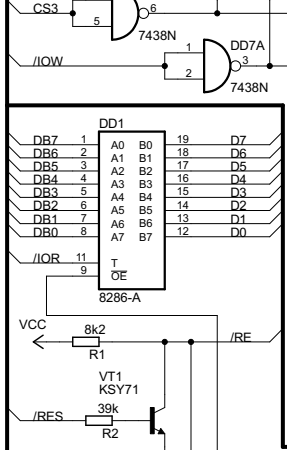 CS3 5 6
7438N
/IOW 1 2 3 DD7A
7438N
DD1
DB7 1 A0 B0 19 D7
DB6 2 A1 B1 18 D6
DB5 3 A2 B2 17 D5
DB4 4 A3 B3 16 D4
DB3 5 A4 B4 15 D3
DB2 6 A5 B5 14 D2
DB1 7 A6 B6 13 D1
DB0 8 A7 B7 12 D0
/IOR 11 T
9 OE
8286-A
VCC 8k2 /RE
R1
VT1
KSY71
/RES 39k
R2